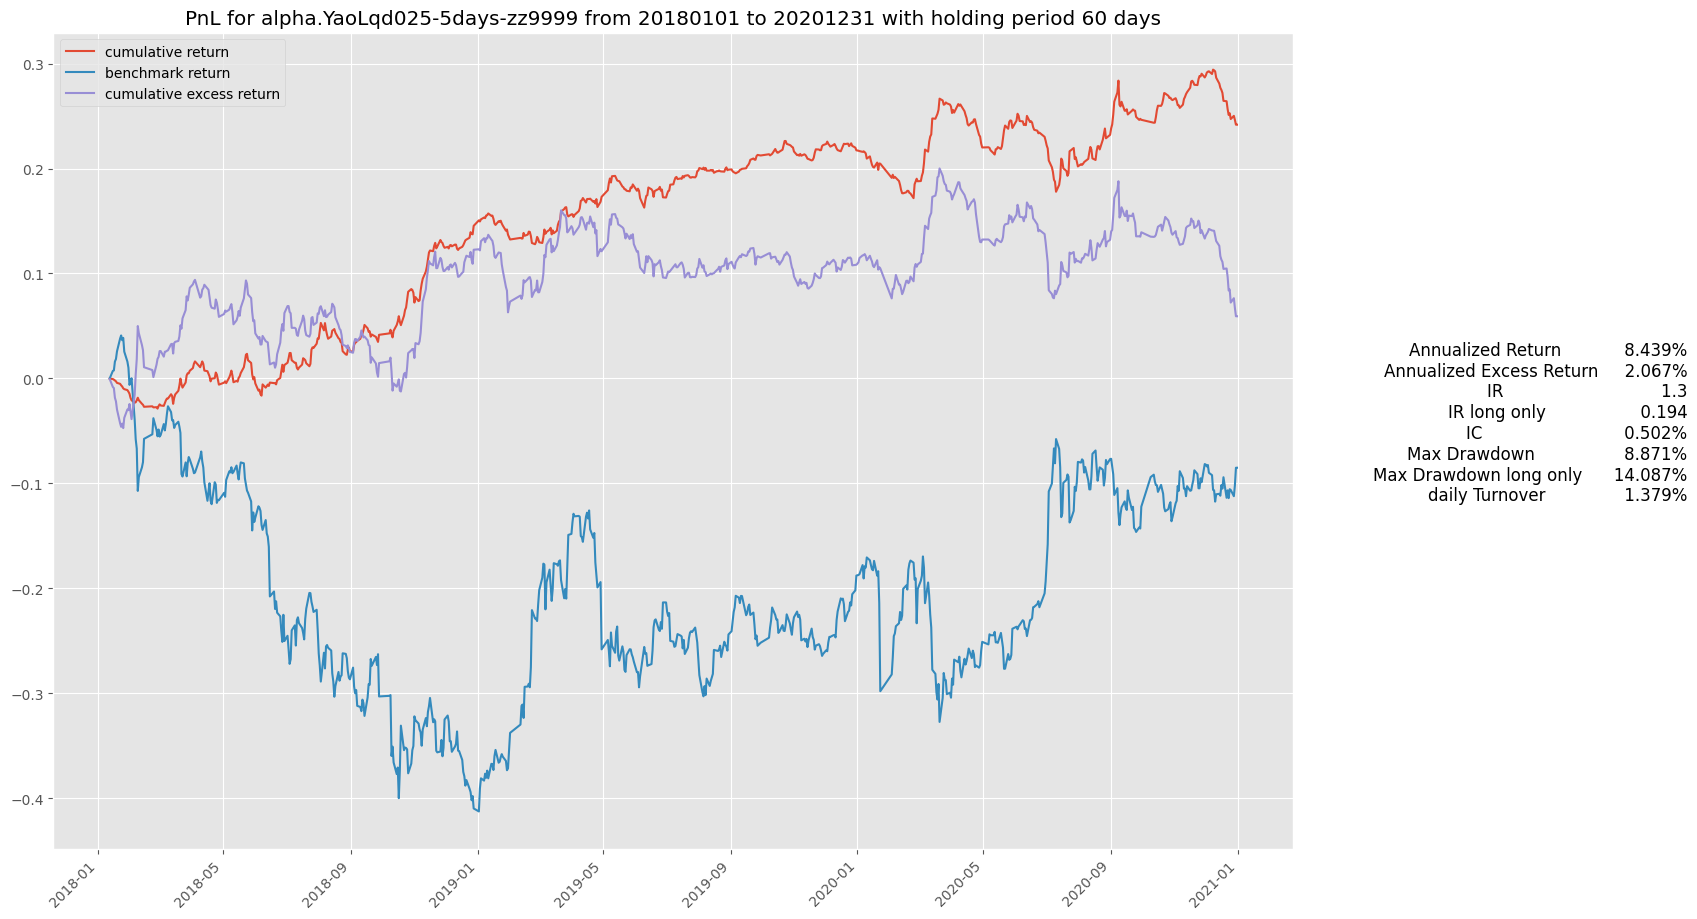 PnL for alpha.YaoLqd025-5days-zz9999 from 20180101 to 20201231 with holding period 60 days
cumulative return
benchmark return
cumulative excess return
0.3
0.2
0.1
0.0
−0.1
−0.2
−0.3
−0.4
2018-01
2018-05
2018-09
2019-01
2019-05
2019-09
2020-01
2020-05
2020-09
2021-01
Annualized Return 8.439%
Annualized Excess Return 2.067%
IR 1.3
IR long only 0.194
IC 0.502%
Max Drawdown 8.871%
Max Drawdown long only 14.087%
daily Turnover 1.379%